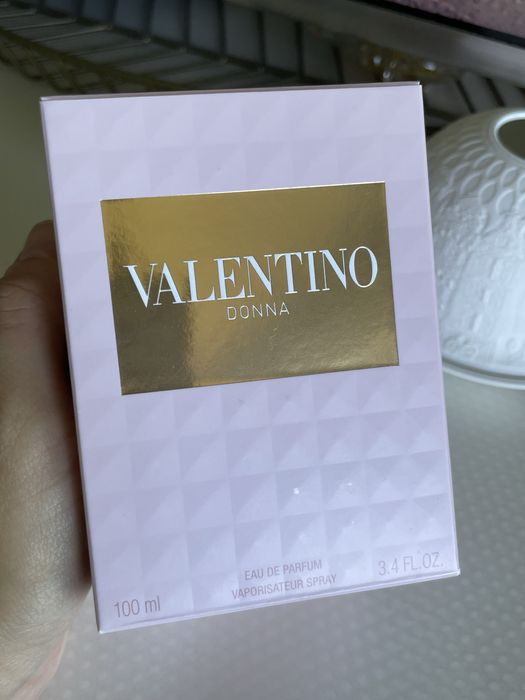 VALENTINO
DONNA
EAU DE PARFUM
VAPORISATEUR SPRAY
100 ml
3.4 FL.OZ.